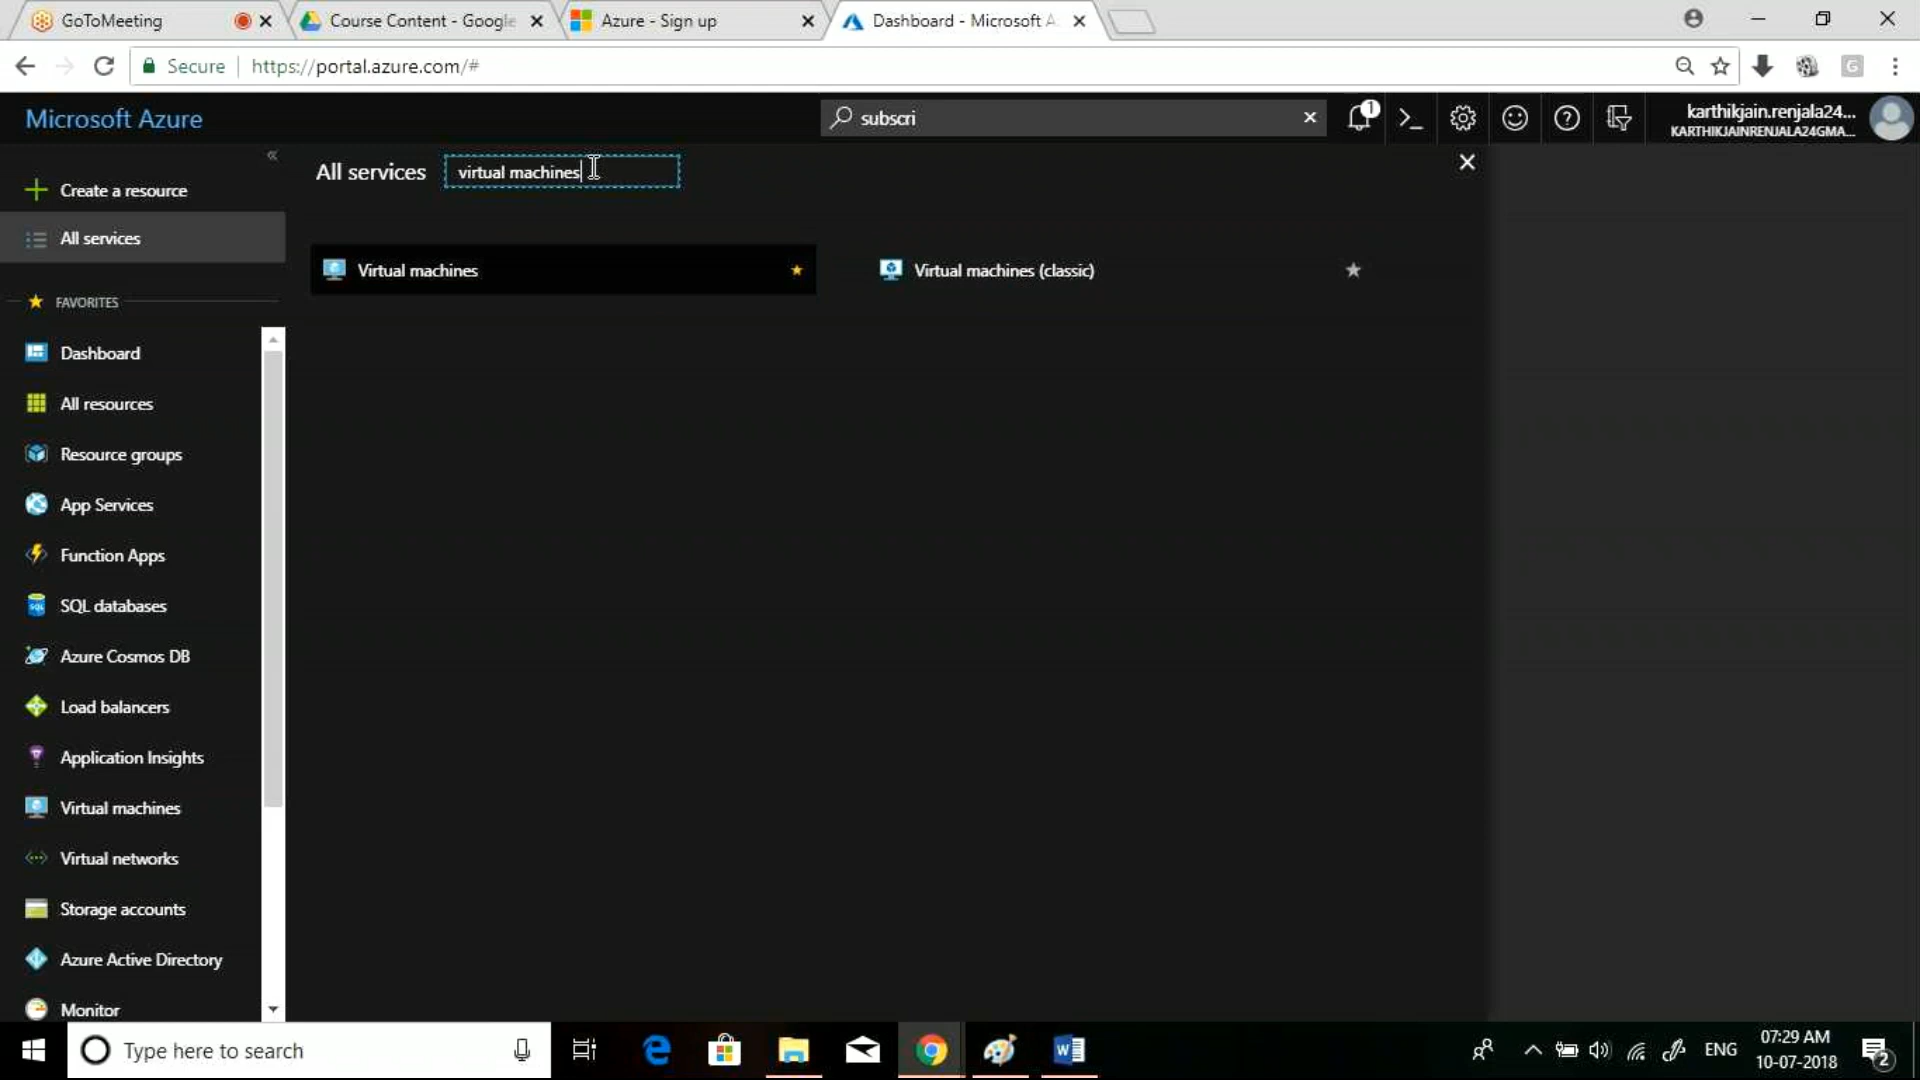 GoToMeeting
Course Content - Google
Azure - Sign up
Dashboard - Microsoft A
Secure
https://portal.azure.com/#
G
Microsoft Azure
subscri
1
karthikjain.renjala24...
KARTHIKJAINRENJALA24GMA...
Create a resource
All services
FAVORITES
Dashboard
All resources
Resource groups
App Services
Function Apps
SQL databases
Azure Cosmos DB
Load balancers
Application Insights
Virtual machines
Virtual networks
Storage accounts
Azure Active Directory
Monitor
All services
virtual machines
Virtual machines
Virtual machines (classic)
Type here to search
ENG
07:29 AM
10-07-2018
2